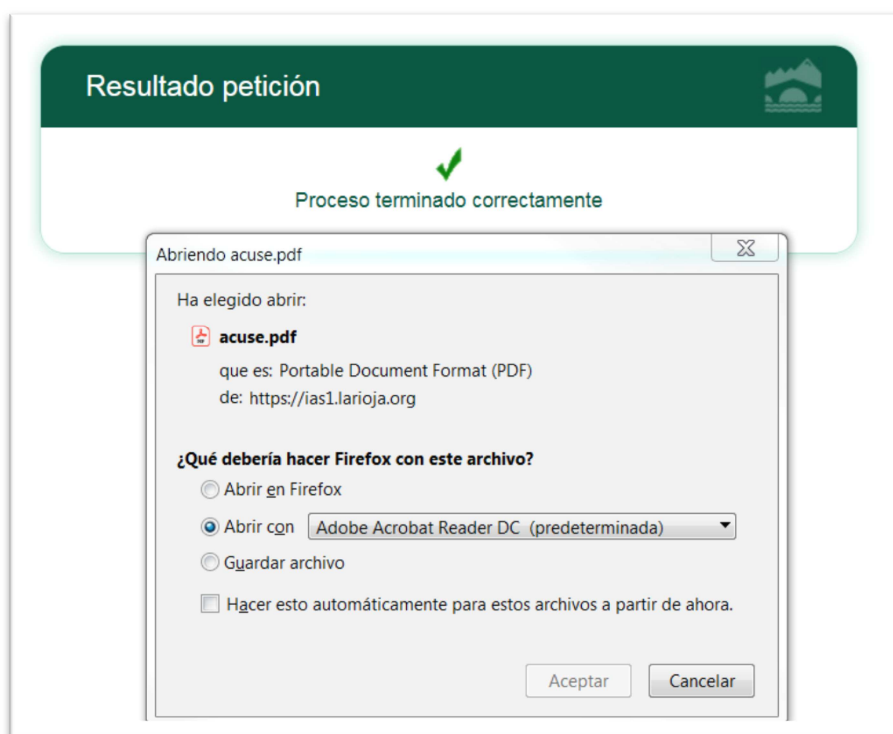 Resultado petición
Proceso terminado correctamente
Abriendo acuse.pdf
Ha elegido abrir:
acuse.pdf
que es: Portable Document Format (PDF)
de: https://ias1.larioja.org
¿Qué debería hacer Firefox con este archivo?
Abrir en Firefox
Abrir con Adobe Acrobat Reader DC (predeterminada)
Guardar archivo
Hacer esto automáticamente para estos archivos a partir de ahora.
Aceptar Cancelar